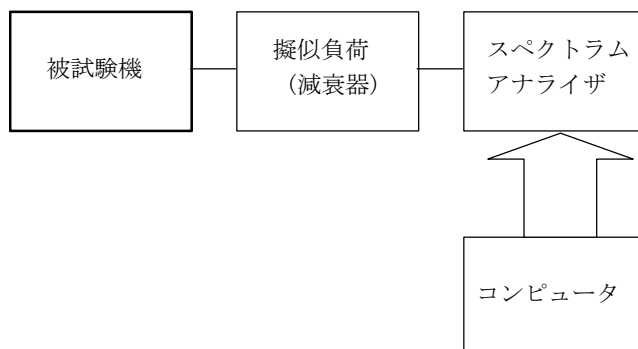 被試験機
擬似負荷
（減衰器）
スペクトラム
アナライザ
コンピュータ